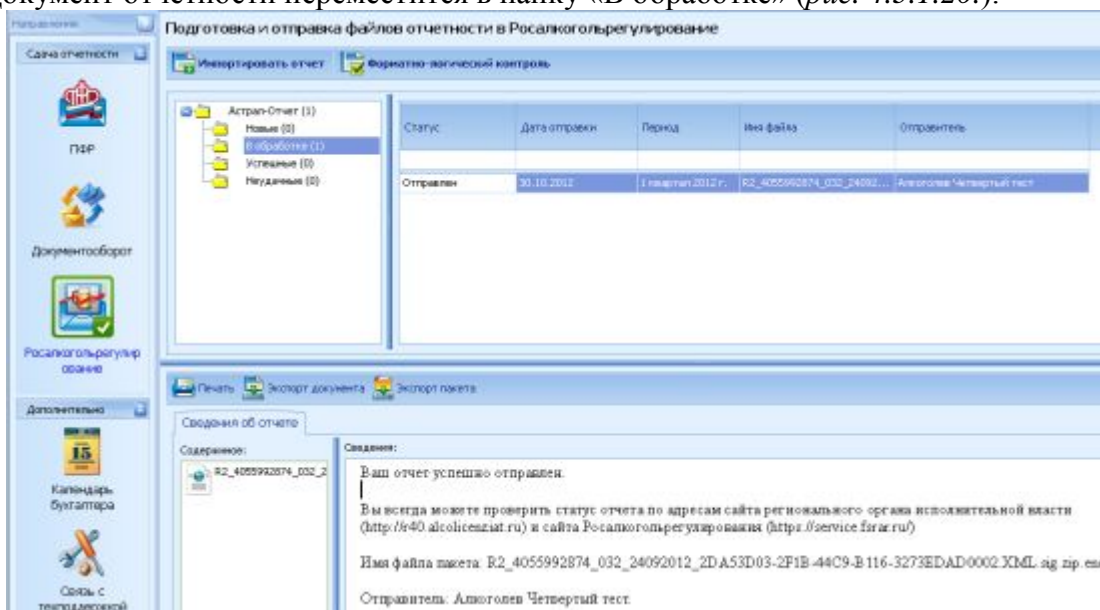 документ отчетности переместится в папку «В обработке» (рис. 4.3.1.20.).
Направления
Подготовка и отправка файлов отчетности в Росалкогольрегулирование
Сдача отчетности
Импортировать отчет
Форматно-логический контроль
ПФР
Документооборот
Росалкогольрегулир
ование
Астрал-Отчет (1)
Новые (0)
В обработке (1)
Успешные (0)
Неудачные (0)
Статус
Дата отправки
Период
Имя файла
Отправитель
Отправлен
30.10.2012
I квартал 2012 г.
R2_4055992874_032_24092...
Алкоголев Четвертый тест
Печать
Экспорт документа
Экспорт пакета
Дополнительно
15
Календарь
бухгалтера
Связь с
техподдержкой
Сведения об отчете
Содержимое:
R2_4055992874_032_2
Сведения:
Ваш отчет успешно отправлен.
Вы всегда можете проверить статус отчета по адресам сайта регионального органа исполнительной власти
(http://r40.alcolicenziat.ru) и сайта Росалкогольрегулирования (https://service.fsrar.ru/)
Имя файла пакета: R2_4055992874_032_24092012_2DA53D03-2F1B-44C9-B116-3273EDAD0002.XML.sig.zip.enc
Отправитель: Алкоголев Четвертый тест.